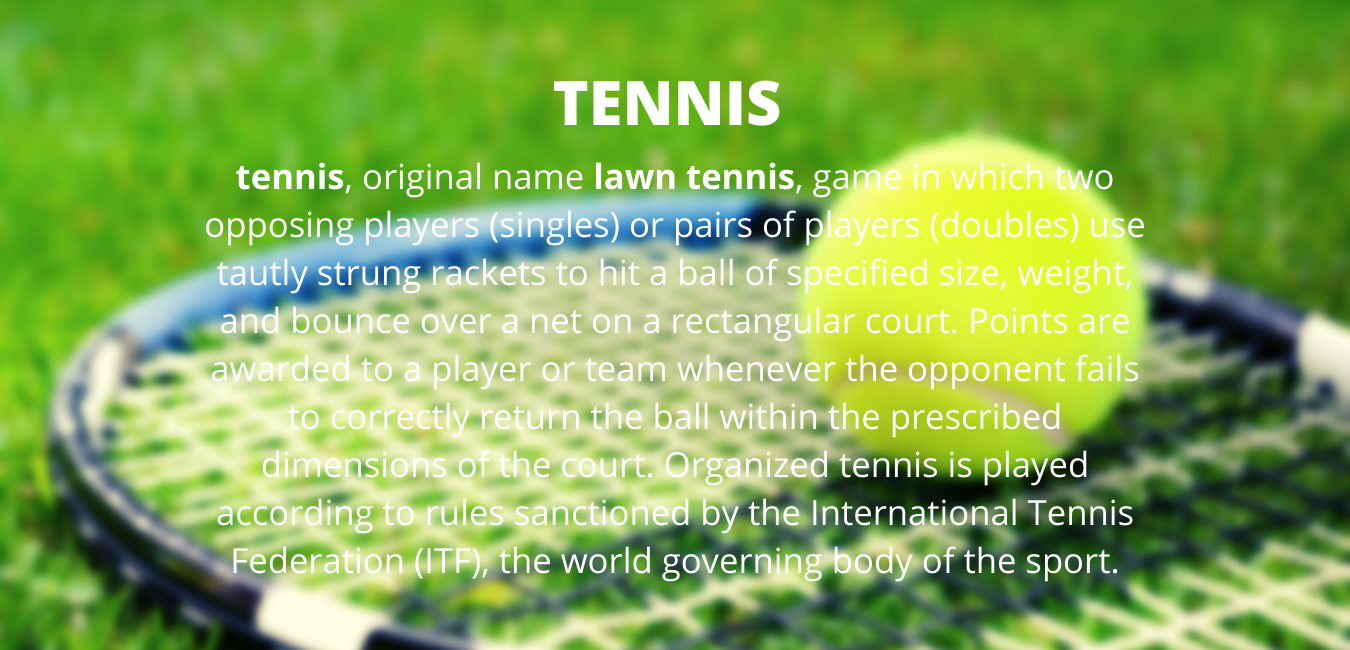 TENNIS
tennis, original name lawn tennis, game in which two
opposing players (singles) or pairs of players (doubles) use
tautly strung rackets to hit a ball of specified size, weight,
and bounce over a net on a rectangular court. Points are
awarded to a player or team whenever the opponent fails
to correctly return the ball within the prescribed
dimensions of the court. Organized tennis is played
according to rules sanctioned by the International Tennis
Federation (ITF), the world governing body of the sport.